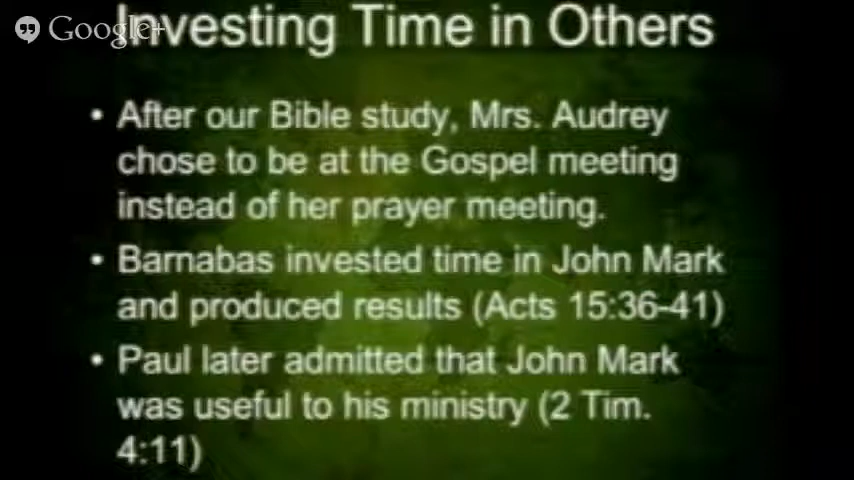 Investing Time in Others
Google+
• After our Bible study, Mrs. Audrey
chose to be at the Gospel meeting
instead of her prayer meeting.
• Barnabas invested time in John Mark
and produced results (Acts 15:36-41)
• Paul later admitted that John Mark
was useful to his ministry (2 Tim.
4:11)